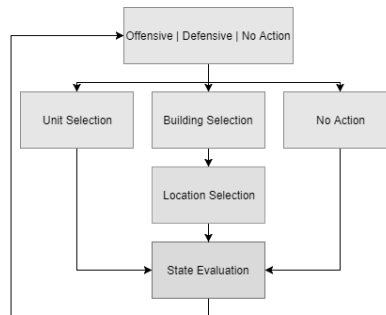 Offensive | Defensive | No Action
Unit Selection
Building Selection
No Action
Location Selection
State Evaluation